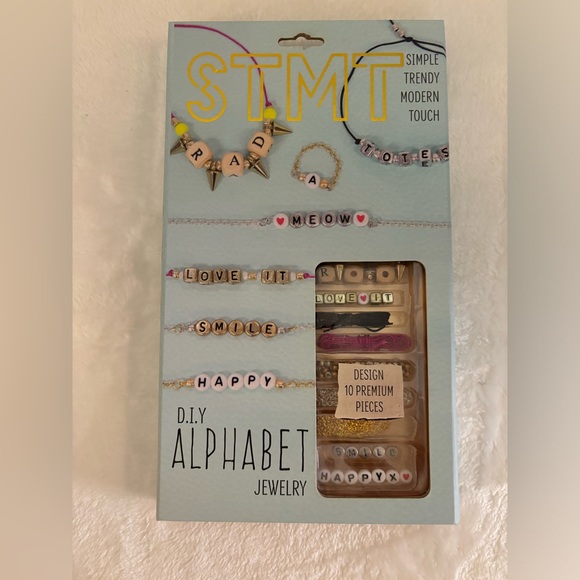 STMT
SIMPLE
TRENDY
MODERN
TOUCH
RAD
A
TOTES
MEOW
LOVE IT
SMILE
HAPPY
D.I.Y
ALPHABET
JEWELRY
R
LOVE♥IT
DESIGN
10 PREMIUM
PIECES
SMILE
HAPPYX♥